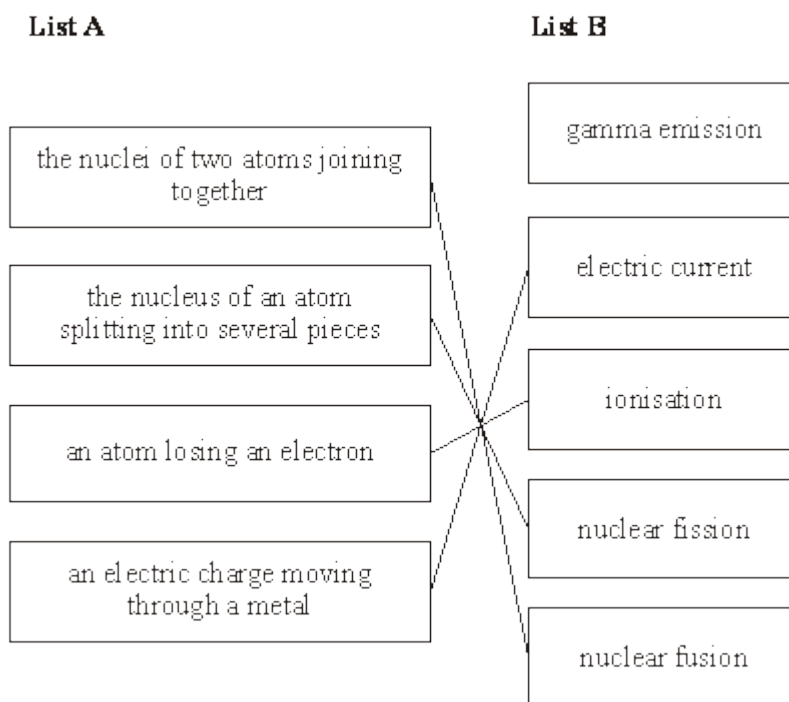 List A
the nuclei of two atoms joining
together
the nucleus of an atom
splitting into several pieces
an atom losing an electron
an electric charge moving
through a metal
List B
gamma emission
electric current
ionisation
nuclear fission
nuclear fusion